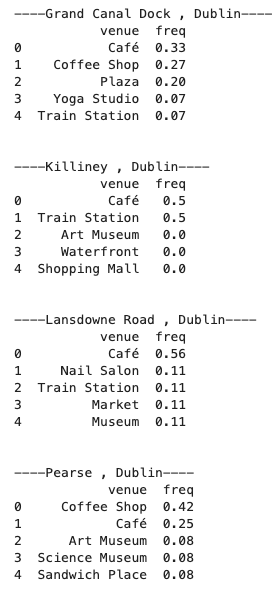 ----Grand Canal Dock , Dublin----
venue freq
0 Café 0.33
1 Coffee Shop 0.27
2 Plaza 0.20
3 Yoga Studio 0.07
4 Train Station 0.07
----Killiney , Dublin----
venue freq
0 Café 0.5
1 Train Station 0.5
2 Art Museum 0.0
3 Waterfront 0.0
4 Shopping Mall 0.0
----Lansdowne Road , Dublin----
venue freq
0 Café 0.56
1 Nail Salon 0.11
2 Train Station 0.11
3 Market 0.11
4 Museum 0.11
----Pearse , Dublin----
venue freq
0 Coffee Shop 0.42
1 Café 0.25
2 Art Museum 0.08
3 Science Museum 0.08
4 Sandwich Place 0.08